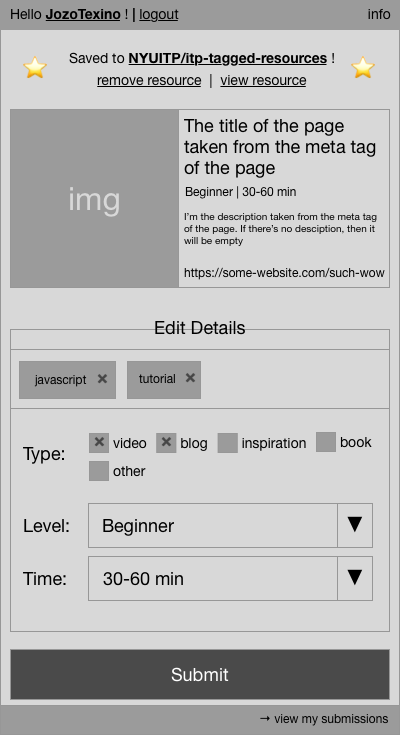 Hello JozoTexino ! | logout info
Saved to NYUITP/itp-tagged-resources !
remove resource | view resource
img
The title of the page
taken from the meta tag
of the page
Beginner | 30-60 min
I'm the description taken from the meta tag
of the page. If there's no desciption, then it
will be empty
https://some-website.com/such-wow
Edit Details
javascript × tutorial ×
Type: × video × blog inspiration book
other
Level: Beginner ▼
Time: 30-60 min ▼
Submit
→ view my submissions